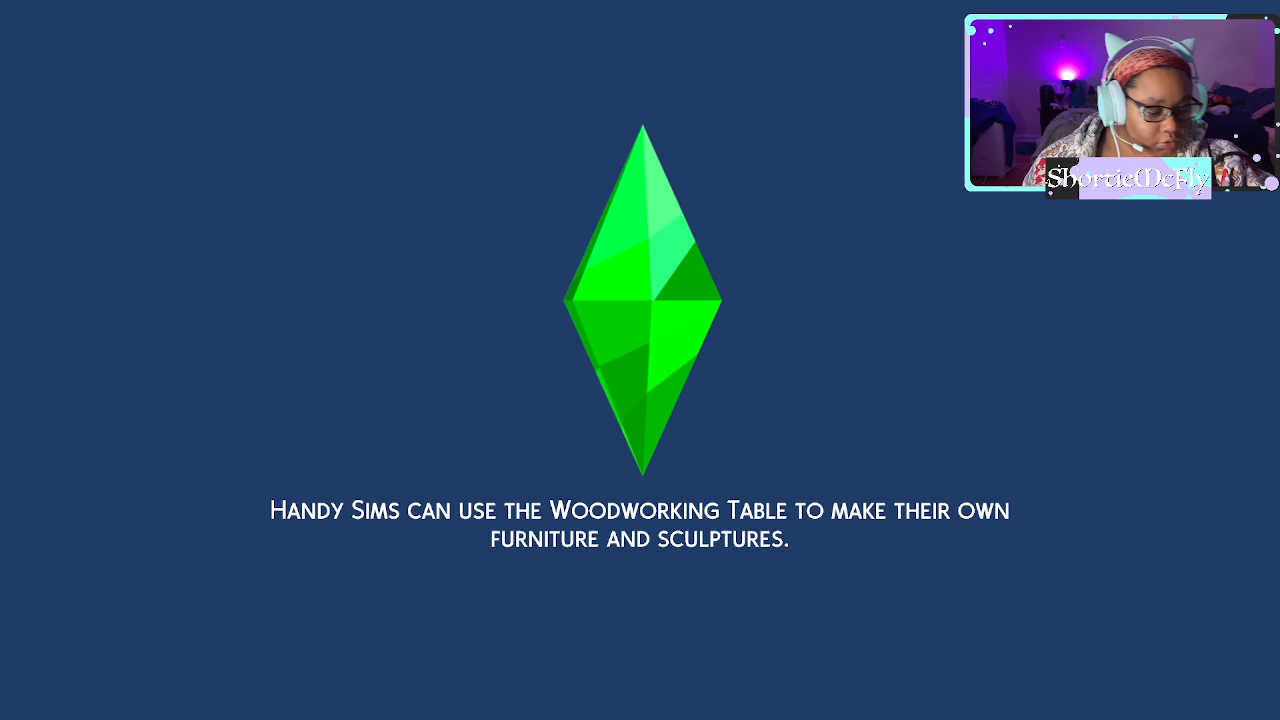 ShortieMcFly
Handy Sims can use the Woodworking Table to make their own
furniture and sculptures.